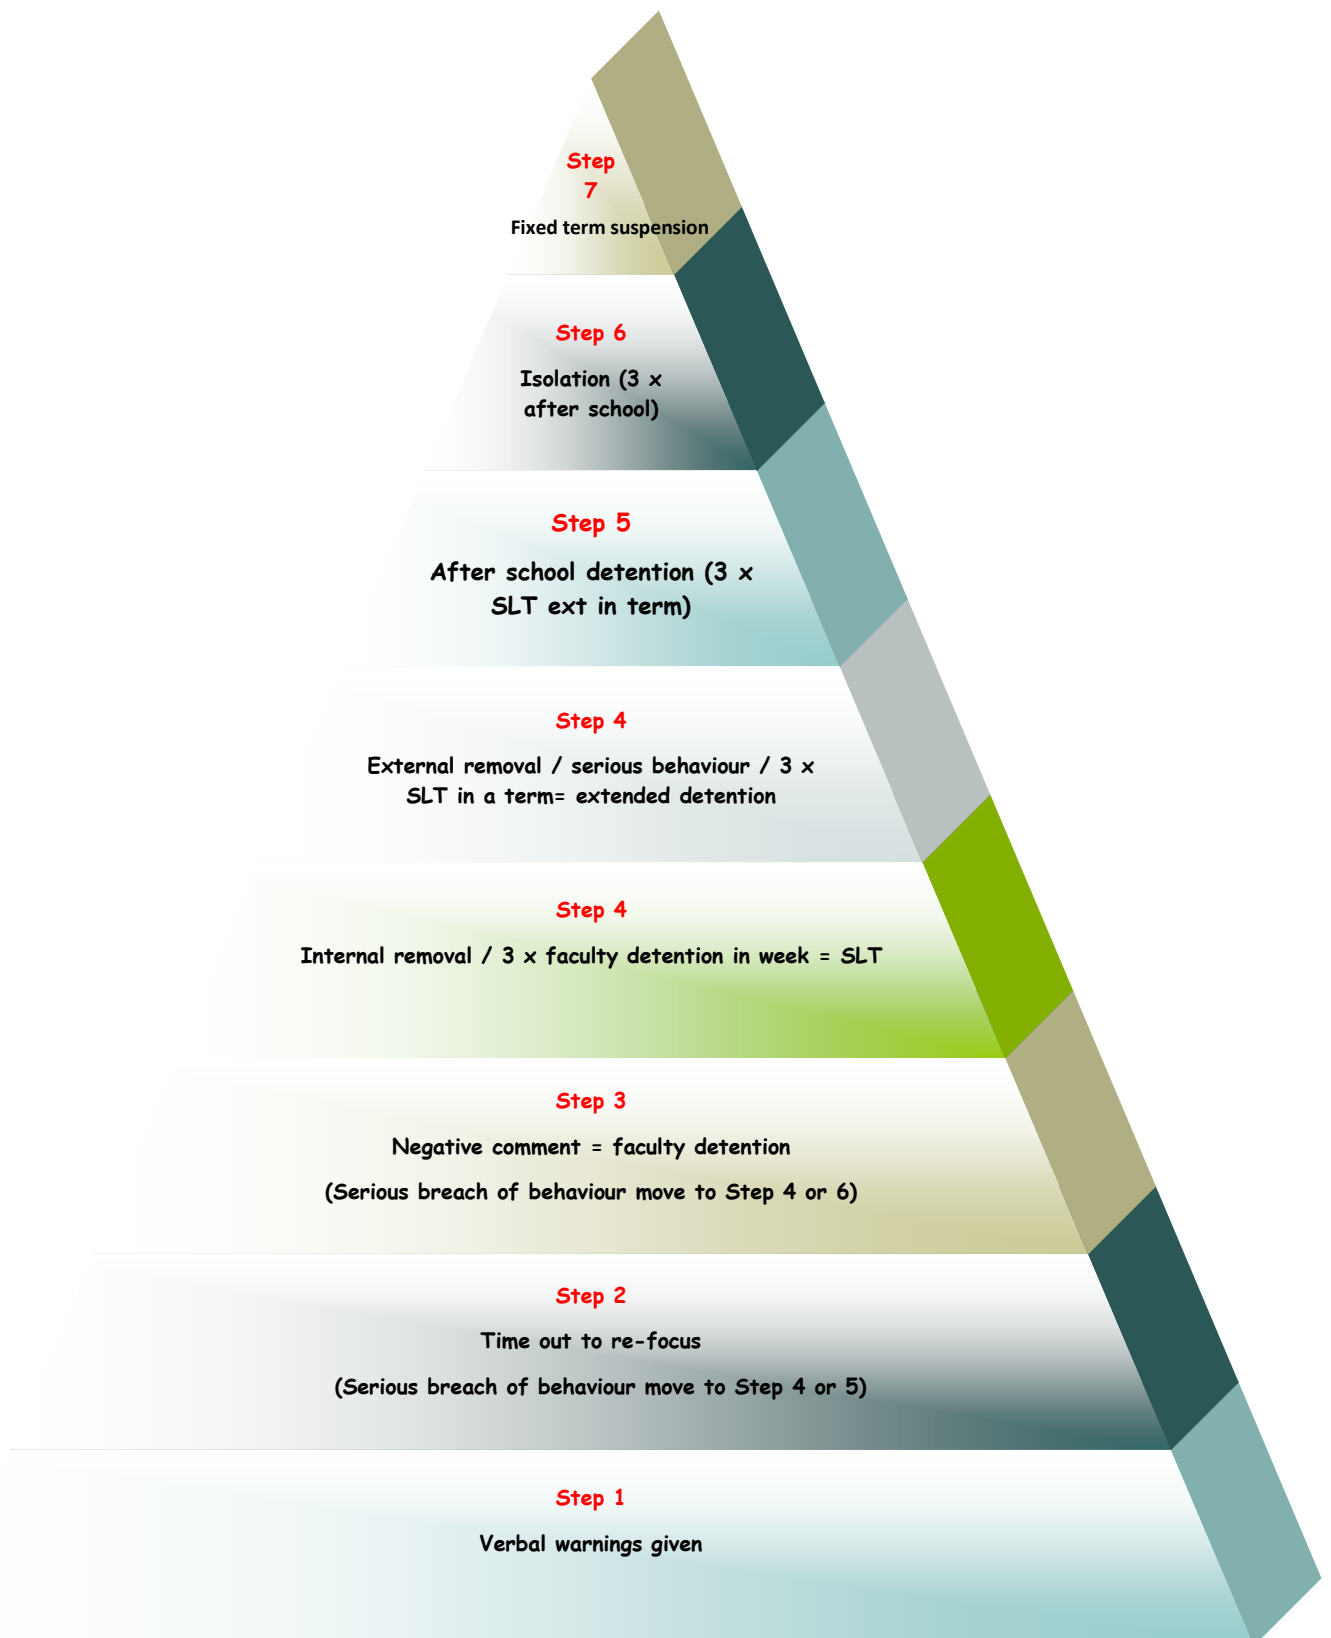 Step
7
Fixed term suspension
Step 6
Isolation (3 x
after school)
Step 5
After school detention (3 x
SLT ext in term)
Step 4
External removal / serious behaviour / 3 x
SLT in a term= extended detention
Step 4
Internal removal / 3 x faculty detention in week = SLT
Step 3
Negative comment = faculty detention
(Serious breach of behaviour move to Step 4 or 6)
Step 2
Time out to re-focus
(Serious breach of behaviour move to Step 4 or 5)
Step 1
Verbal warnings given